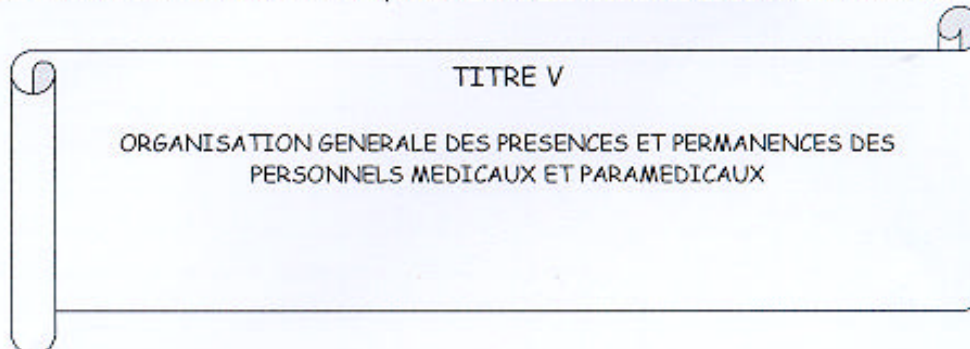 TITRE V
ORGANISATION GENERALE DES PRESENCES ET PERMANENCES DES
PERSONNELS MEDICAUX ET PARAMEDICAUX